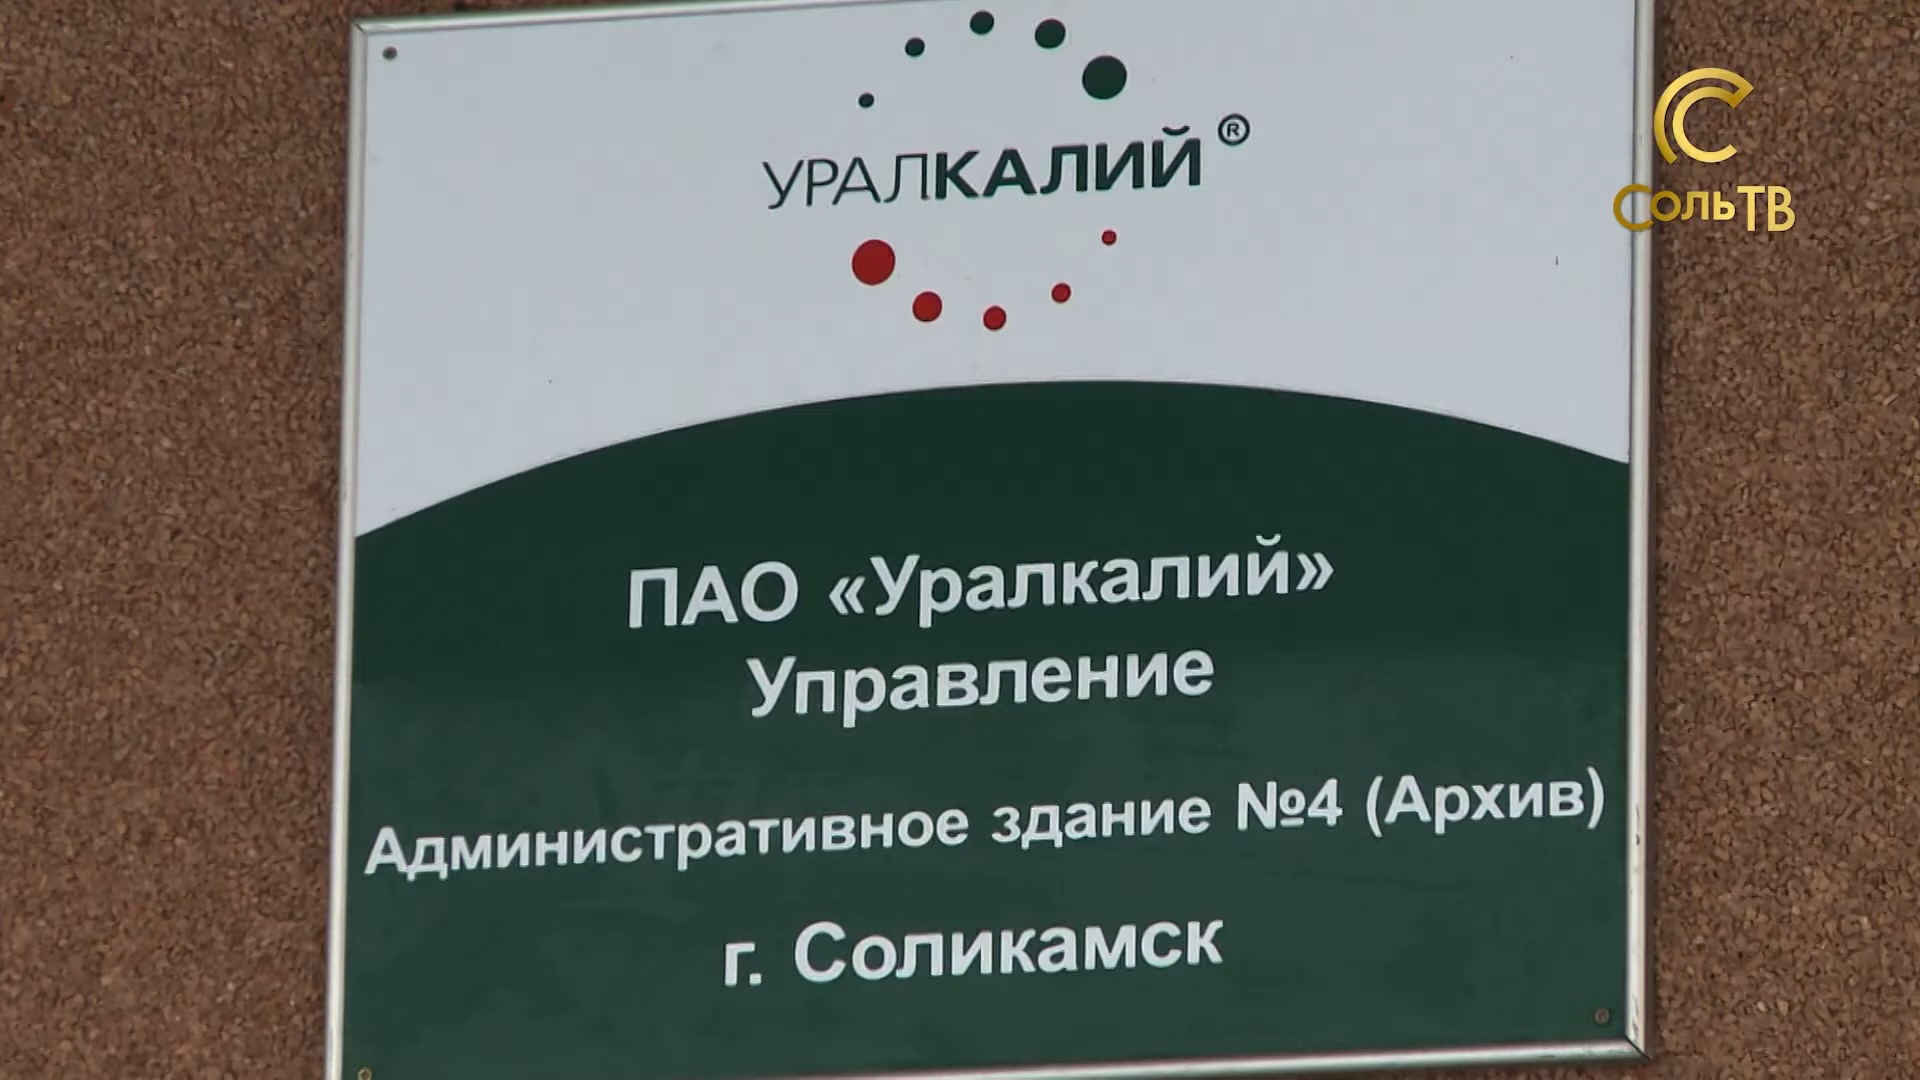 УРАЛКАЛИЙ ®
С
СольТВ
ПАО «Уралкалий»
Управление
Административное здание №4 (Архив)
г. Соликамск